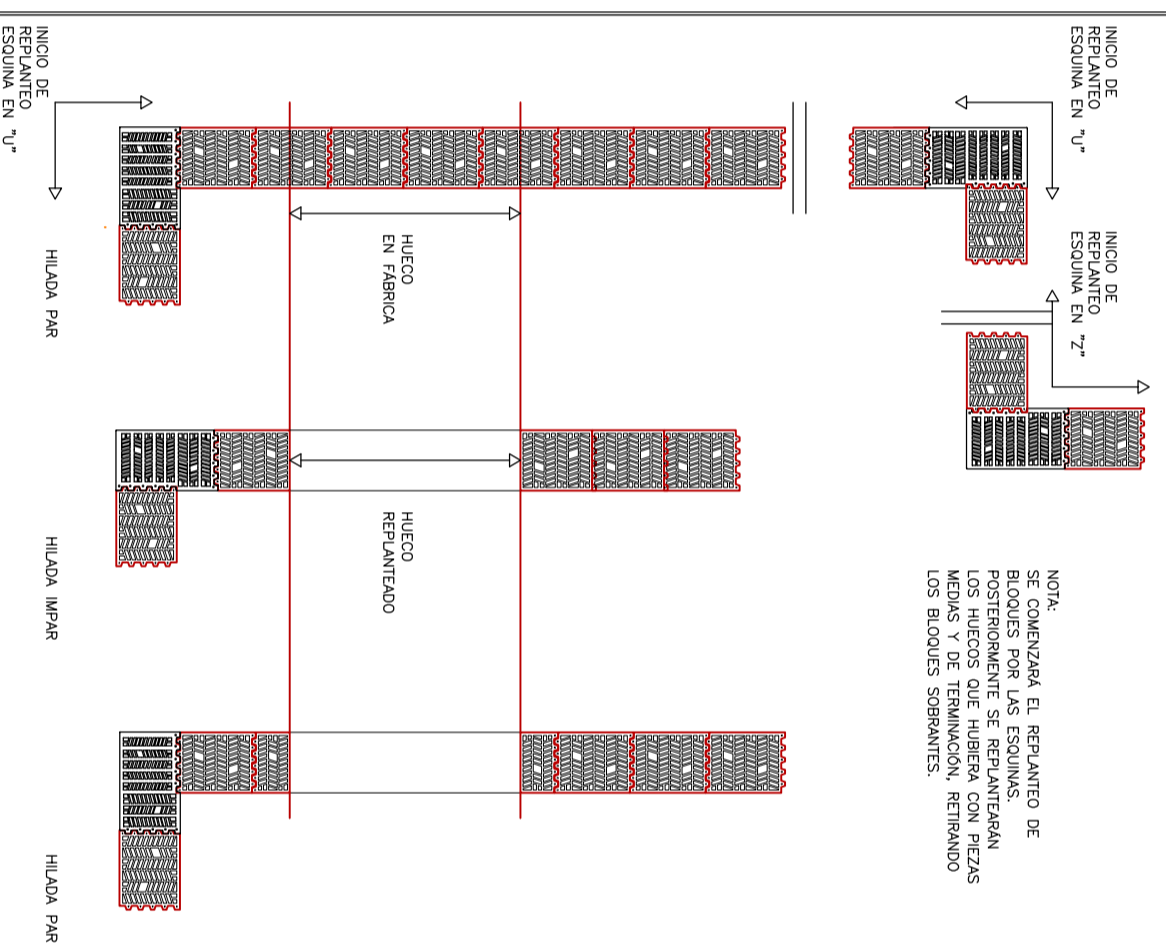 INICIO DE
REPLANTEO
ESQUINA EN "U"
INICIO DE
REPLANTEO
ESQUINA EN "Z"
NOTA:
SE COMENZARÁ EL REPLANTEO DE
BLOQUES POR LAS ESQUINAS.
POSTERIORMENTE SE REPLANTEARÁN
LOS HUECOS QUE HUBIERA CON PIEZAS
MEDIAS Y DE TERMINACIÓN, RETIRANDO
LOS BLOQUES SOBRANTES.
HUECO
EN FÁBRICA
HUECO
REPLANTEADO
INICIO DE
REPLANTEO
ESQUINA EN "U"
HILADA PAR
HILADA IMPAR
HILADA PAR